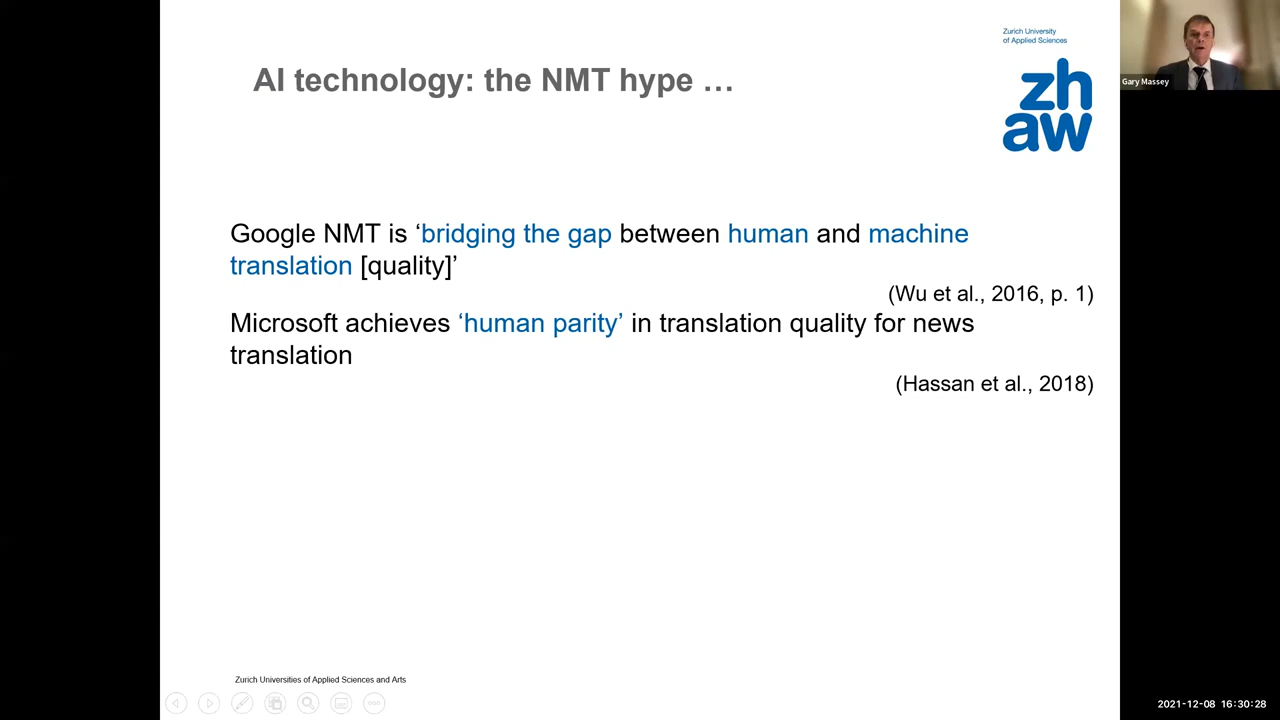 Zurich University
of Applied Sciences
zh
aw
AI technology: the NMT hype …
Gary Massey
Google NMT is ‘bridging the gap between human and machine
translation [quality]’
(Wu et al., 2016, p. 1)
Microsoft achieves ‘human parity’ in translation quality for news
translation
(Hassan et al., 2018)
Zurich Universities of Applied Sciences and Arts
2021-12-08 16:30:28